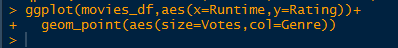 > ggplot(movies_df,aes(x=Runtime,y=Rating))+
+   geom_point(aes(size=Votes,col=Genre))
>